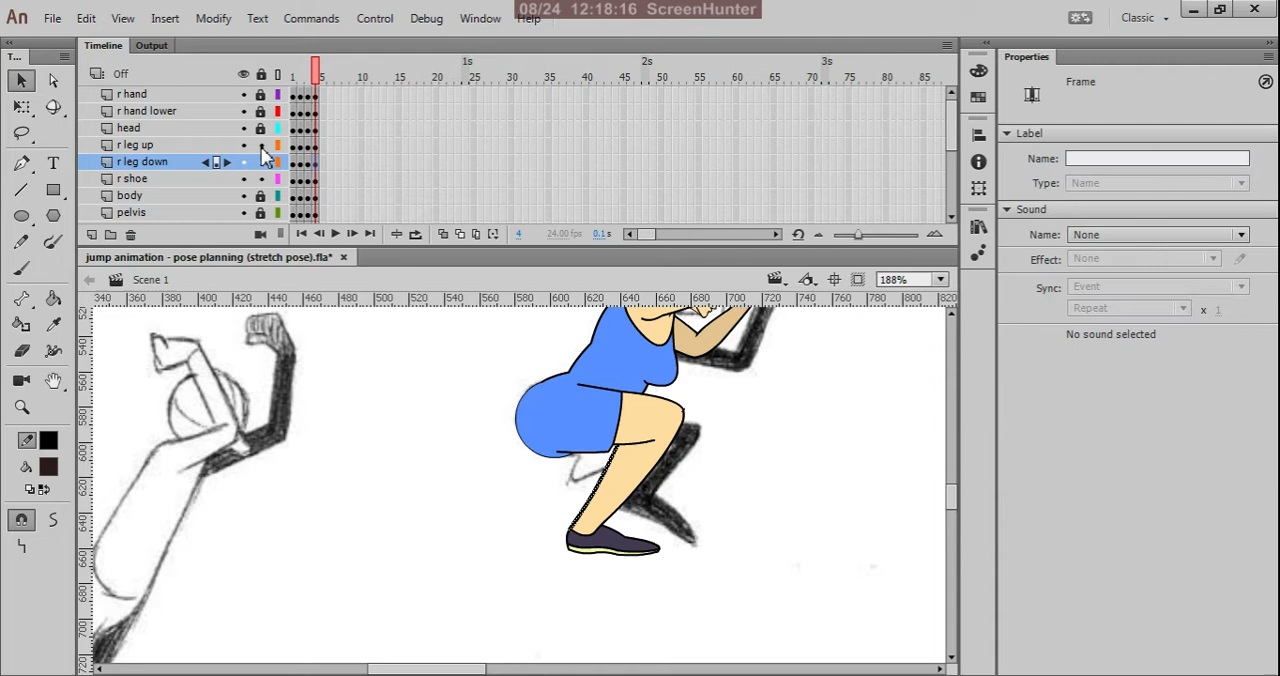 08/24 12:18:16 ScreenHunter
An File Edit View Insert Modify Text Commands Control Debug Window Help Classic
T...
Timeline Output
Properties
Off
1s 2s 3s
1 5 10 15 20 25 30 35 40 45 50 55 60 65 70 75 80 85
Frame
r hand
r hand lower
head
r leg up
r leg down
r shoe
body
pelvis
Label
Name:
Type: Name
Sound
Name: None
Effect: None
Sync: Event
Repeat x 1
No sound selected
4 24.00 fps 0.1 s
jump animation - pose planning (stretch pose).fla*
Scene 1
188%
340 360 380 400 420 440 460 480 500 520 540 560 580 600 620 640 660 680 700 720 740 760 780 800 820
540
560
580
600
620
640
660
680
700
720